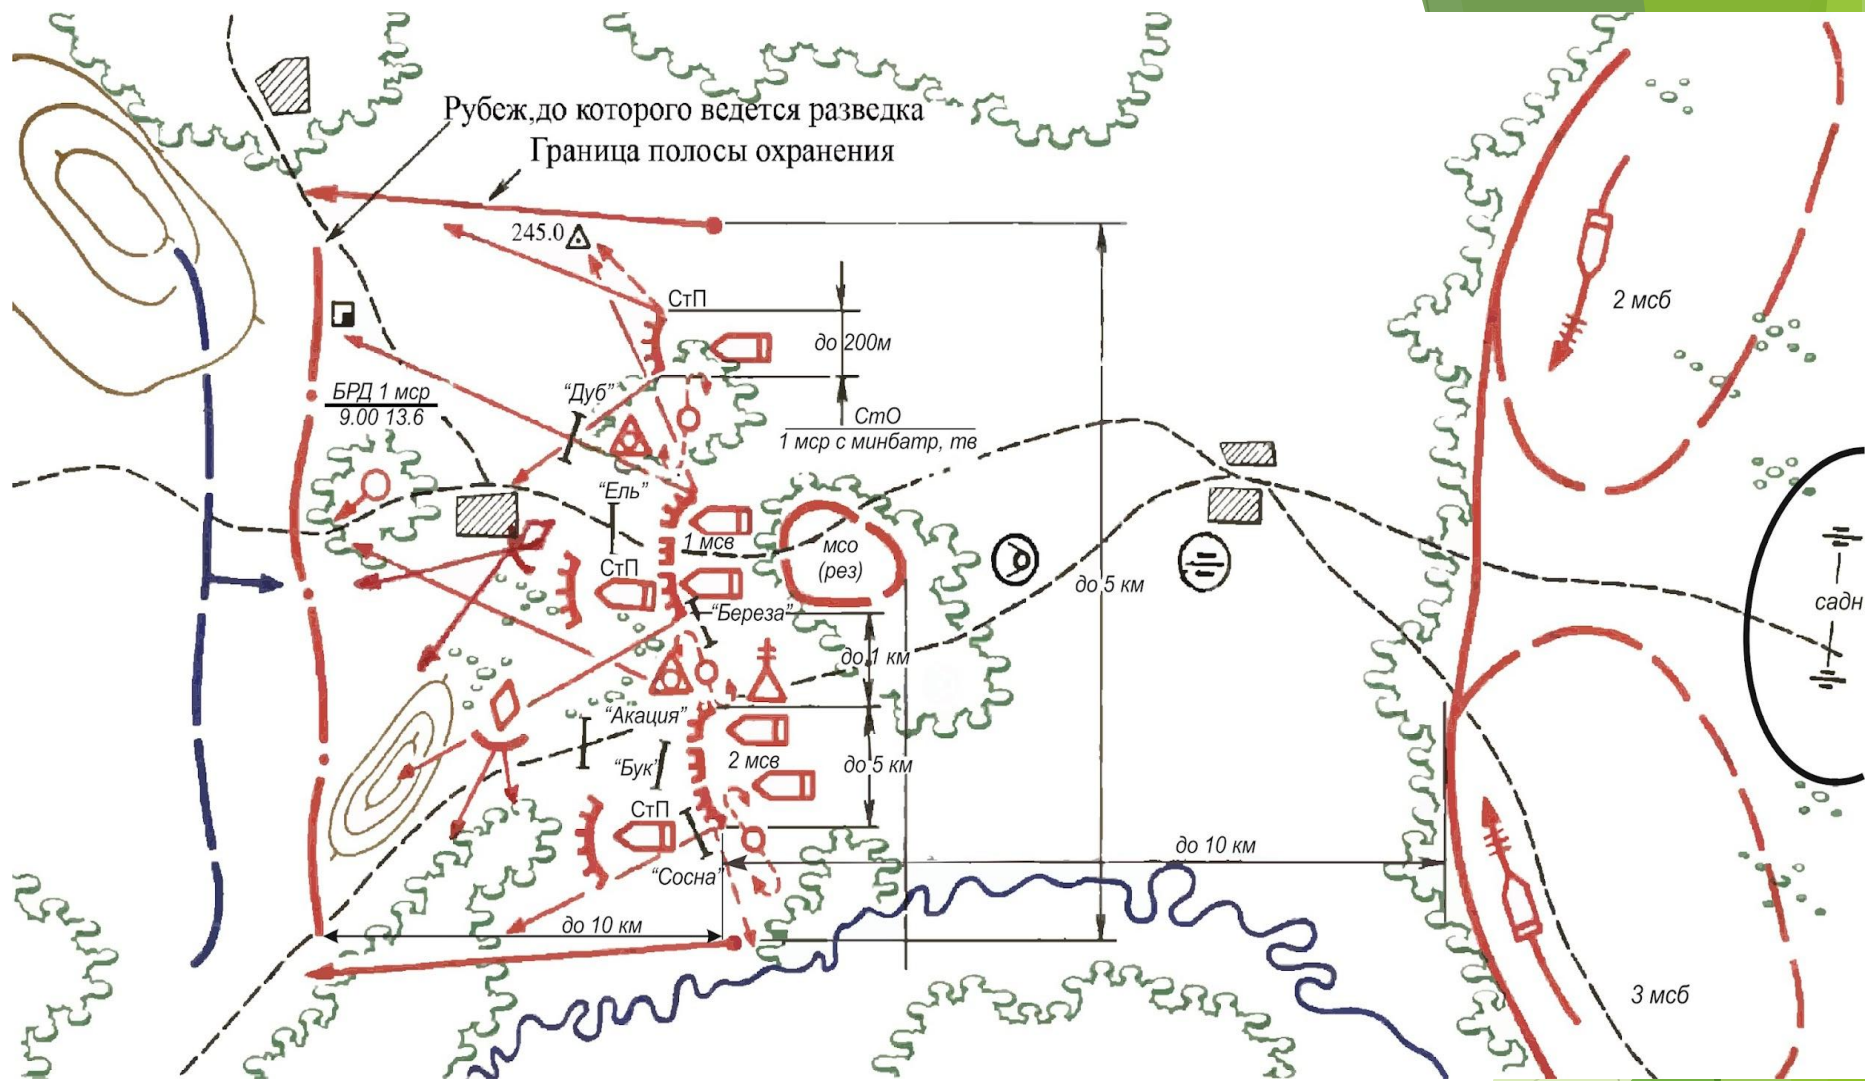 Рубеж,до которого ведется разведка
Граница полосы охранения
245.0
СтП
до 200м
2 мсб
БРД 1 мср
9.00 13.6
“Дуб”
СтО
1 мср с минбатр, тв
“Ель”
1 мсв
мсо
(рез)
СтП
до 5 км
“Береза”
садн
до 1 км
“Акация”
“Бук”
2 мсв
до 5 км
СтП
до 10 км
“Сосна”
до 10 км
3 мсб